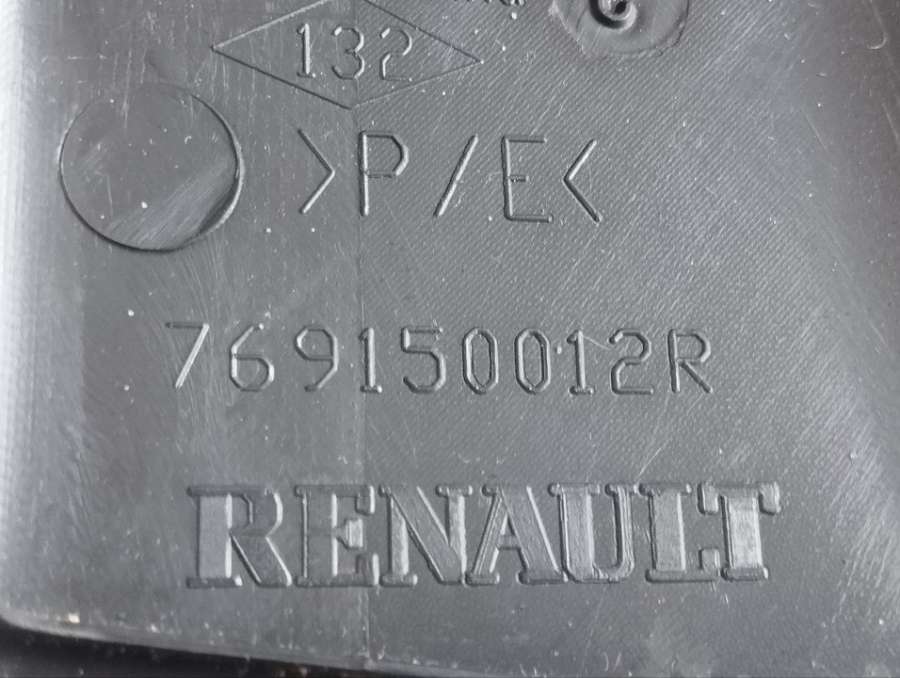 132
>P/E<
769150012R
RENAULT